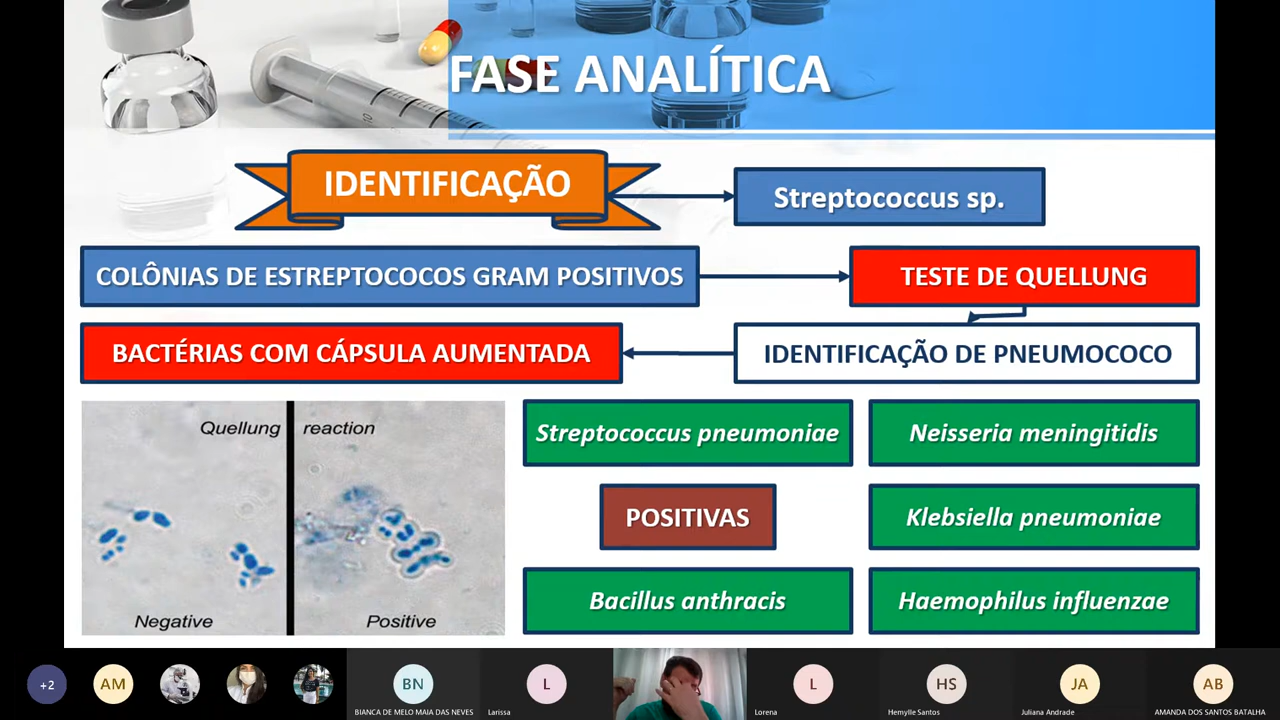 FASE ANALÍTICA
IDENTIFICAÇÃO
Streptococcus sp.
COLÔNIAS DE ESTREPTOCOCOS GRAM POSITIVOS
TESTE DE QUELLUNG
BACTÉRIAS COM CÁPSULA AUMENTADA
IDENTIFICAÇÃO DE PNEUMOCOCO
Quellung reaction
Negative
Positive
Streptococcus pneumoniae
Neisseria meningitidis
POSITIVAS
Klebsiella pneumoniae
Bacillus anthracis
Haemophilus influenzae
+2
AM
BN
BIANCA DE MELO MAIA DAS NEVES
L
Larissa
L
Lorena
HS
Hemylle Santos
JA
Juliana Andrade
AB
AMANDA DOS SANTOS BATALHA